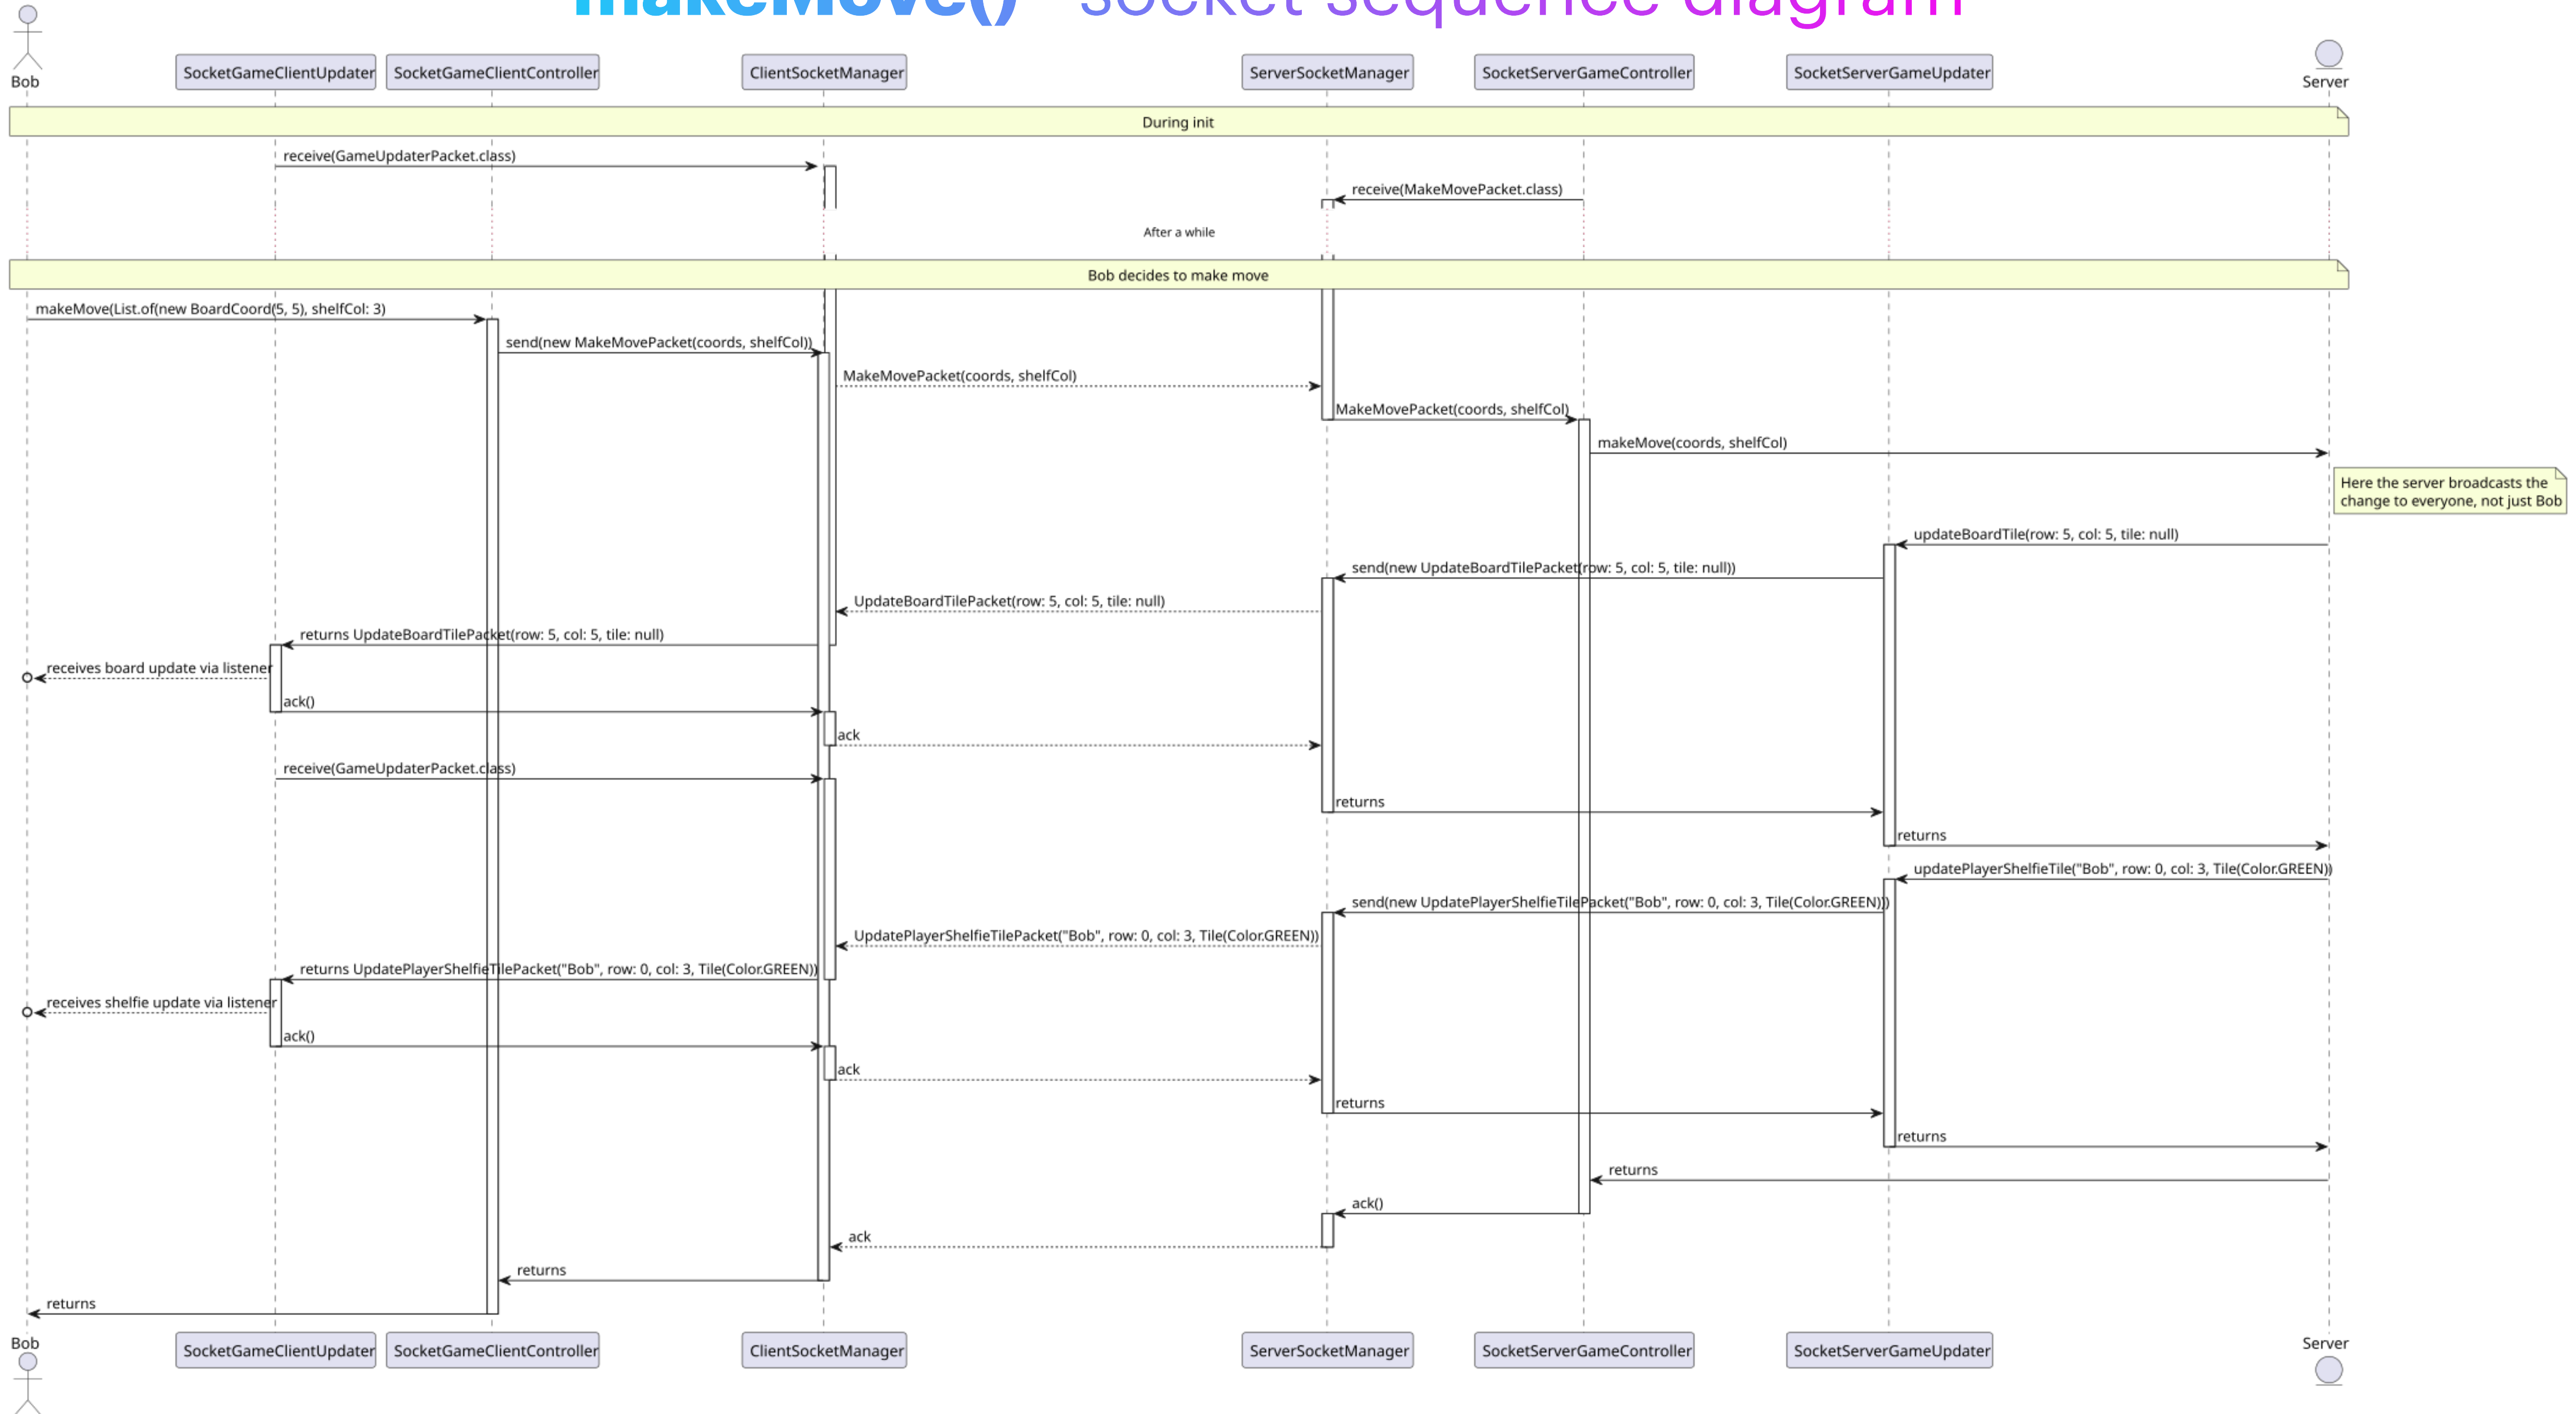 makeMove() socket sequence diagram
Bob
SocketGameClientUpdater
SocketGameClientController
ClientSocketManager
ServerSocketManager
SocketServerGameController
SocketServerGameUpdater
Server
During init
receive(GameUpdaterPacket.class)
receive(MakeMovePacket.class)
After a while
Bob decides to make move
makeMove(List.of(new BoardCoord(5, 5), shelfCol: 3)
send(new MakeMovePacket(coords, shelfCol))
MakeMovePacket(coords, shelfCol)
MakeMovePacket(coords, shelfCol)
makeMove(coords, shelfCol)
Here the server broadcasts the
change to everyone, not just Bob
updateBoardTile(row: 5, col: 5, tile: null)
send(new UpdateBoardTilePacket(row: 5, col: 5, tile: null))
UpdateBoardTilePacket(row: 5, col: 5, tile: null)
returns UpdateBoardTilePacket(row: 5, col: 5, tile: null)
receives board update via listener
ack()
ack
receive(GameUpdaterPacket.class)
returns
returns
updatePlayerShelfieTile("Bob", row: 0, col: 3, Tile(Color.GREEN))
send(new UpdatePlayerShelfieTilePacket("Bob", row: 0, col: 3, Tile(Color.GREEN)))
UpdatePlayerShelfieTilePacket("Bob", row: 0, col: 3, Tile(Color.GREEN))
returns UpdatePlayerShelfieTilePacket("Bob", row: 0, col: 3, Tile(Color.GREEN))
receives shelfie update via listener
ack()
ack
returns
returns
returns
ack()
ack
returns
returns
Bob
SocketGameClientUpdater
SocketGameClientController
ClientSocketManager
ServerSocketManager
SocketServerGameController
SocketServerGameUpdater
Server